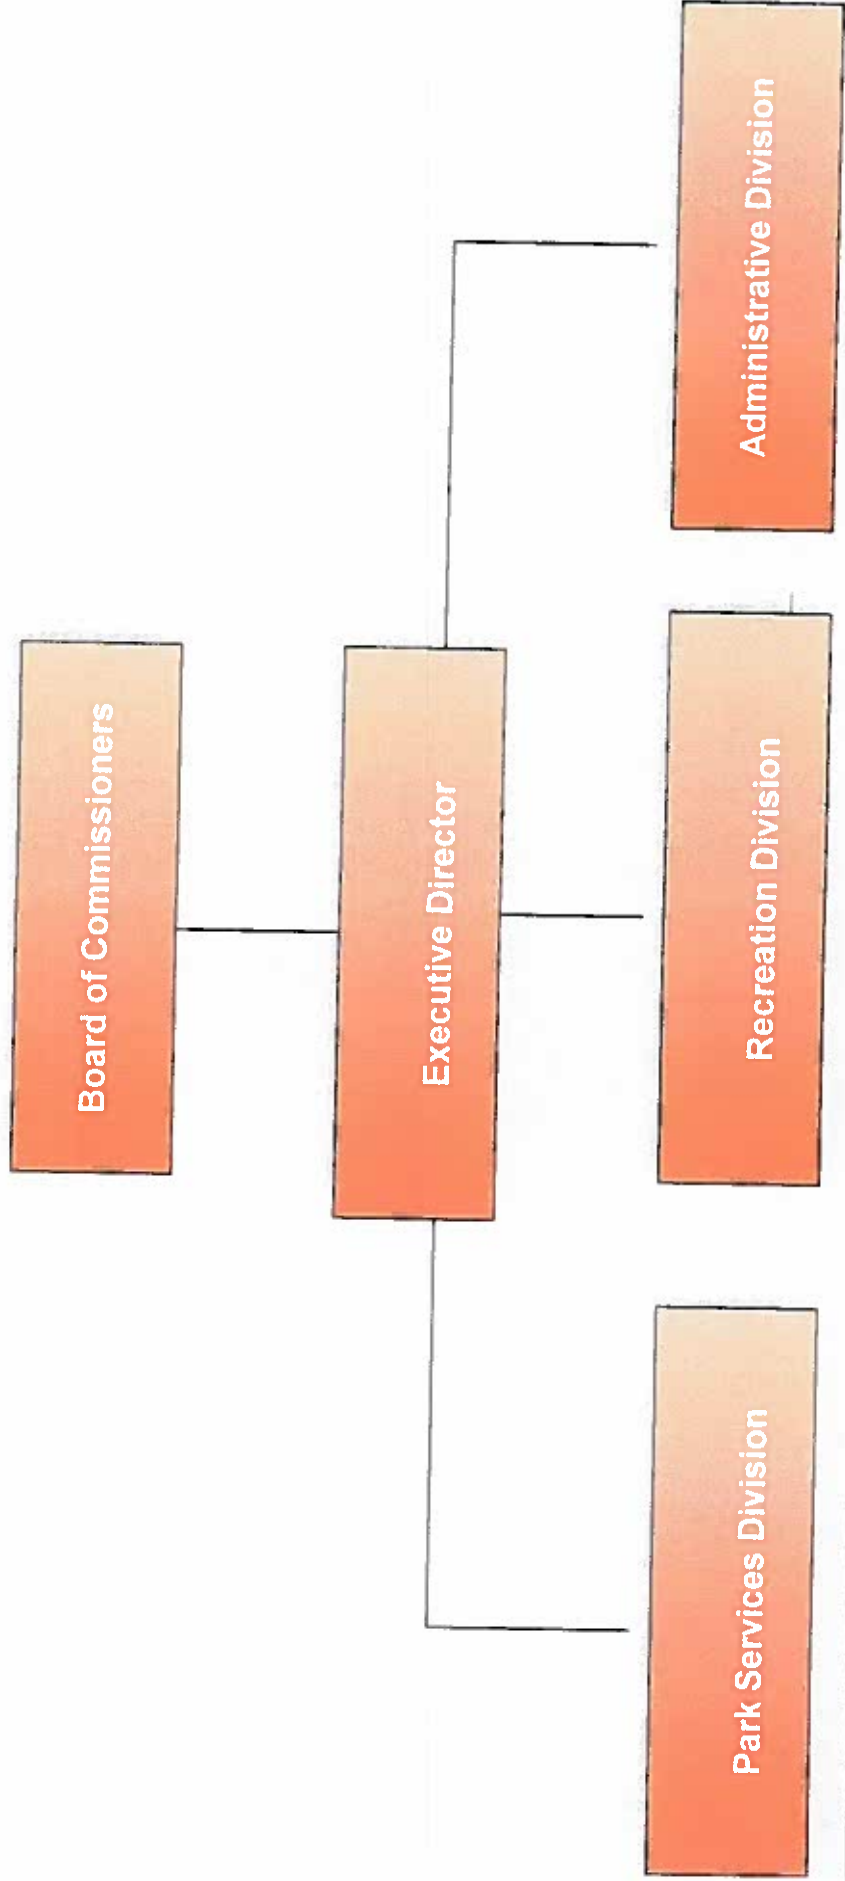 Board of Commissioners
Executive Director
Park Services Division
Recreation Division
Administrative Division